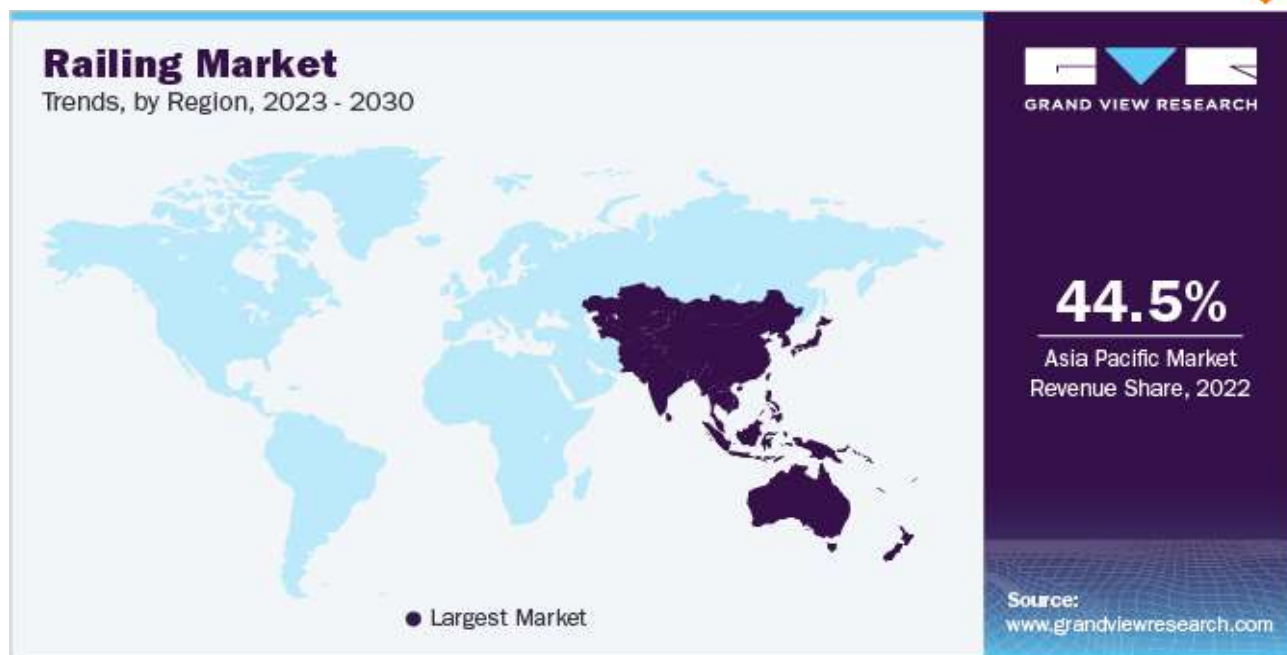 Railing Market
Trends, by Region, 2023 - 2030
GRAND VIEW RESEARCH
44.5%
Asia Pacific Market
Revenue Share, 2022
Largest Market
Source:
www.grandviewresearch.com